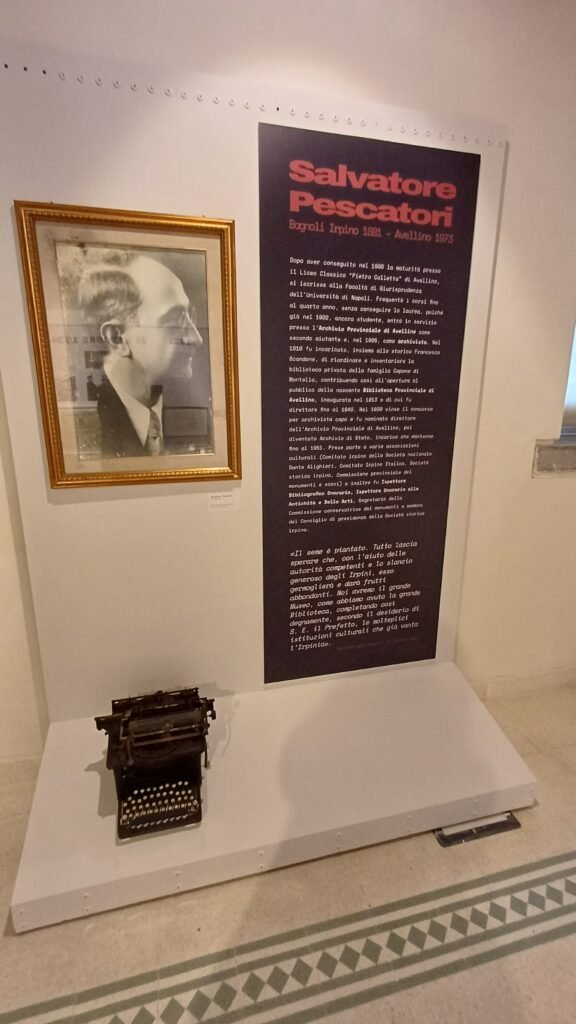 Salvatore
Pescatori
Bagnoli Irpino 1881 - Avellino 1973
Dopo aver conseguito nel 1900 la maturità presso
il Liceo Classico "Pietro Colletta" di Avellino,
si iscrisse alla Facoltà di Giurisprudenza
dell'Università di Napoli. Frequentò i corsi fino
al quarto anno, senza conseguire la laurea, poiché
già nel 1902, ancora studente, entrò in servizio
presso l'Archivio Provinciale di Avellino come
secondo aiutante e, nel 1906, come archivista. Nel
1910 fu incaricato, insieme allo storico Francesco
Scandone, di riordinare e inventariare la
biblioteca privata della famiglia Capone di
Montella, contribuendo così all'apertura al
pubblico della nascente Biblioteca Provinciale di
Avellino, inaugurata nel 1913 e di cui fu
direttore fino al 1940. Nel 1939 vinse il concorso
per archivista capo e fu nominato direttore
dell'Archivio Provinciale di Avellino, poi
diventato Archivio di Stato, incarico che mantenne
fino al 1951. Prese parte a varie associazioni
culturali (Comitato irpino della Società nazionale
Dante Alighieri, Comitato Irpino Italica, Società
storica irpina, Commissione provinciale dei
monumenti e scavi) e inoltre fu Ispettore
Bibliografico Onorario, Ispettore Onorario alle
Antichità e Belle Arti, Segretario della
Commissione conservatrice dei monumenti e membro
del Consiglio di presidenza della Società storica
irpina.
«Il seme è piantato. Tutto lascia
sperare che, con l'aiuto delle
autorità competenti e lo slancio
generoso degli Irpini, esso
germoglierà e darà frutti
abbondanti. Noi avremo il grande
Museo, come abbiamo avuto la grande
Biblioteca, completando così
degnamente, secondo il desiderio di
S. E. il Prefetto, le molteplici
istituzioni culturali che già vanta
l'Irpinia».